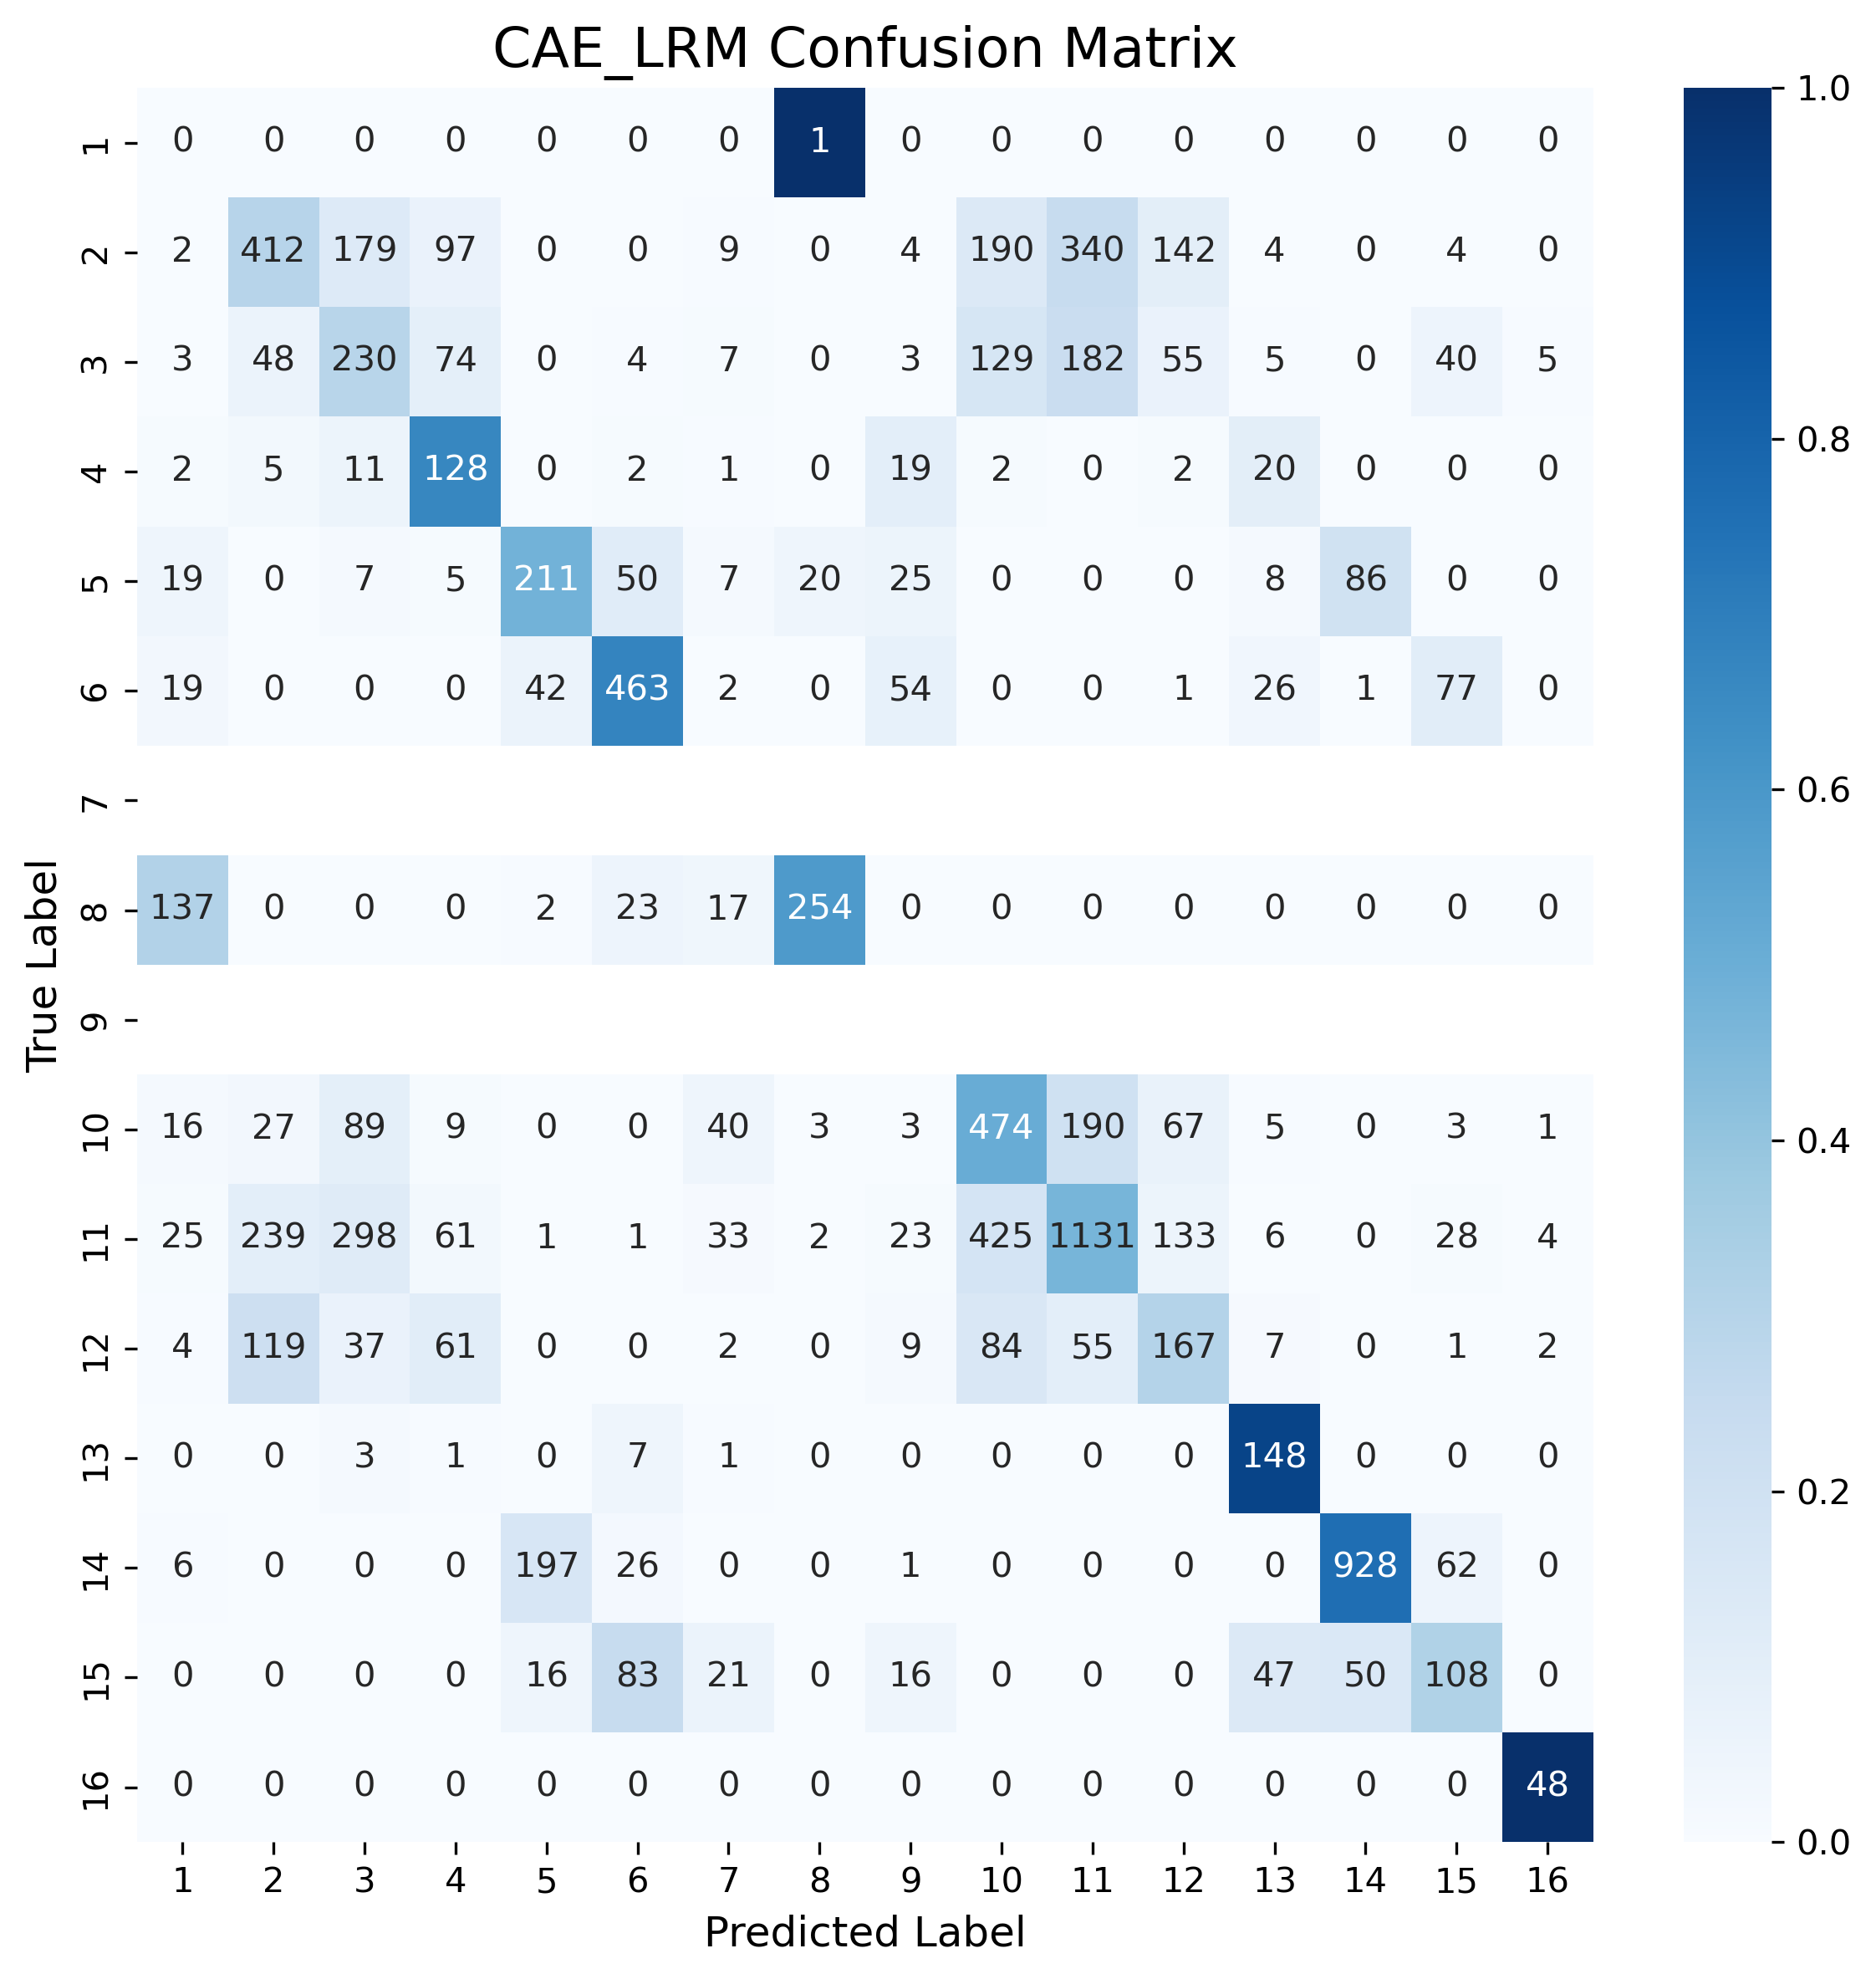 CAE_LRM Confusion Matrix
1 0 0 0 0 0 0 0 1 0 0 0 0 0 0 0 0
2 2 412 179 97 0 0 9 0 4 190 340 142 4 0 4 0
3 3 48 230 74 0 4 7 0 3 129 182 55 5 0 40 5
4 2 5 11 128 0 2 1 0 19 2 0 2 20 0 0 0
5 19 0 7 5 211 50 7 20 25 0 0 0 8 86 0 0
6 19 0 0 0 42 463 2 0 54 0 0 1 26 1 77 0
7
8 137 0 0 0 2 23 17 254 0 0 0 0 0 0 0 0
9
10 16 27 89 9 0 0 40 3 3 474 190 67 5 0 3 1
11 25 239 298 61 1 1 33 2 23 425 1131 133 6 0 28 4
12 4 119 37 61 0 0 2 0 9 84 55 167 7 0 1 2
13 0 0 3 1 0 7 1 0 0 0 0 0 148 0 0 0
14 6 0 0 0 197 26 0 0 1 0 0 0 0 928 62 0
15 0 0 0 0 16 83 21 0 16 0 0 0 47 50 108 0
16 0 0 0 0 0 0 0 0 0 0 0 0 0 0 0 48
1 2 3 4 5 6 7 8 9 10 11 12 13 14 15 16
Predicted Label
True Label
1.0
0.8
0.6
0.4
0.2
0.0